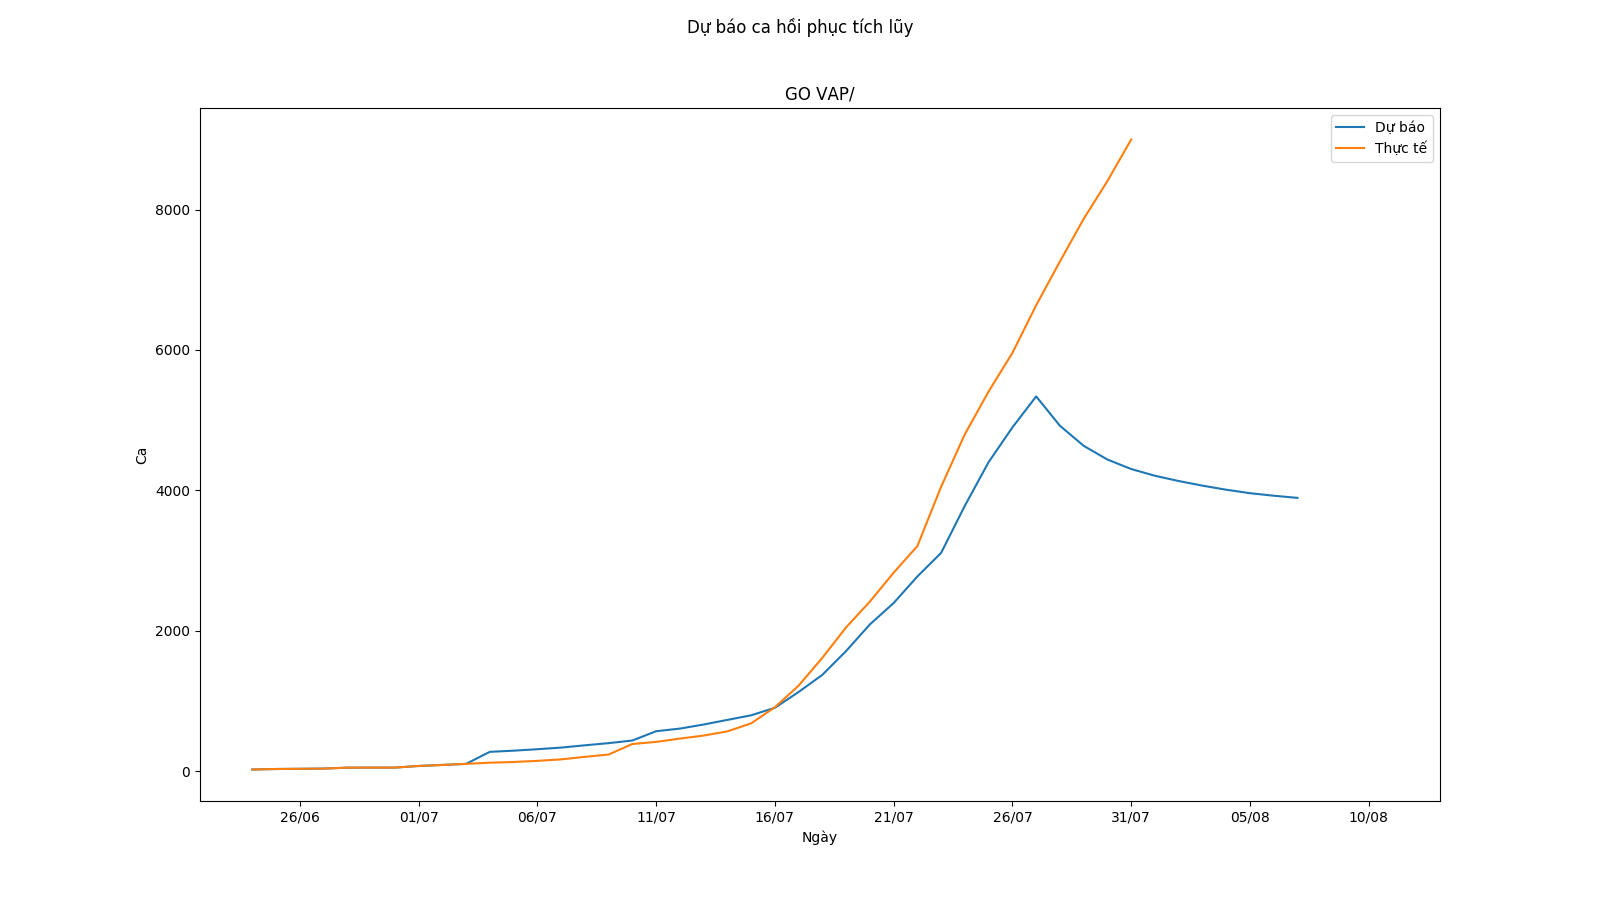 Dự báo ca hồi phục tích lũy
GO VAP/
Dự báo
Thực tế
8000
6000
4000
2000
0
Ca
26/06 01/07 06/07 11/07 16/07 21/07 26/07 31/07 05/08 10/08
Ngày